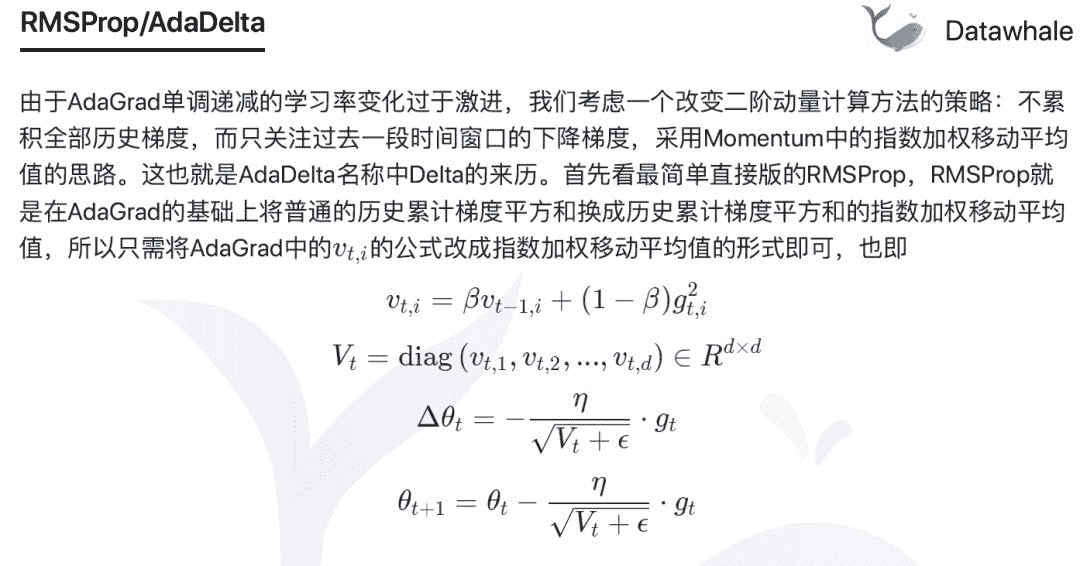 RMSProp/AdaDelta
Datawhale
由于AdaGrad单调递减的学习率变化过于激进，我们考虑一个改变二阶动量计算方法的策略：不累
积全部历史梯度，而只关注过去一段时间窗口的下降梯度，采用Momentum中的指数加权移动平均
值的思路。这也就是AdaDelta名称中Delta的来历。首先看最简单直接版的RMSProp，RMSProp就
是在AdaGrad的基础上将普通的历史累计梯度平方和换成历史累计梯度平方和的指数加权移动平均
值，所以只需将AdaGrad中的$v_{t,i}$的公式改成指数加权移动平均值的形式即可，也即
$v_{t,i} = \beta v_{t-1,i} + (1 - \beta) g_{t,i}^2$
$V_t = \operatorname{diag}(v_{t,1}, v_{t,2}, ..., v_{t,d}) \in R^{d \times d}$
$\Delta\theta_t = -\frac{\eta}{\sqrt{V_t + \epsilon}} \cdot g_t$
$\theta_{t+1} = \theta_t - \frac{\eta}{\sqrt{V_t + \epsilon}} \cdot g_t$